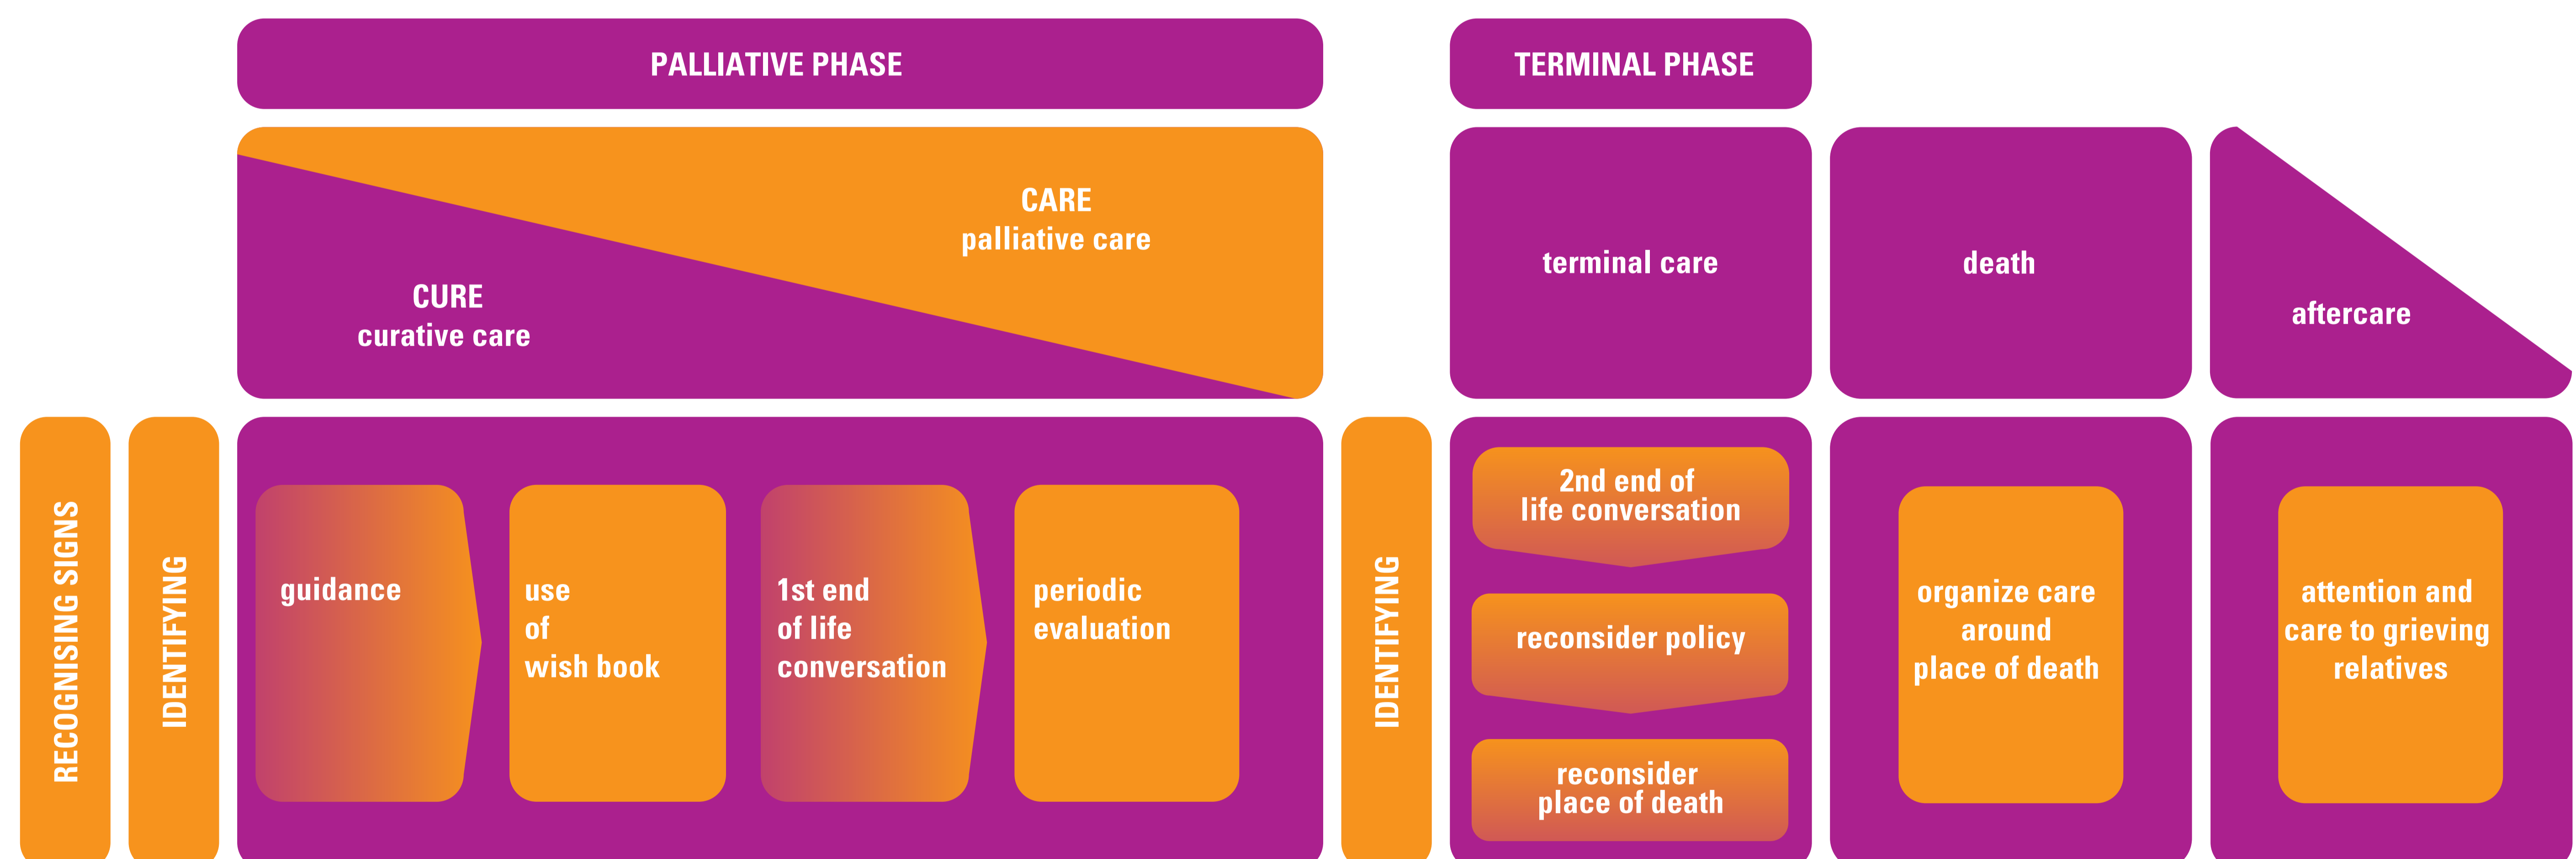 PALLIATIVE PHASE
TERMINAL PHASE
CARE
palliative care
CURE
curative care
terminal care
death
aftercare
RECOGNISING SIGNS
IDENTIFYING
guidance
use
of
wish book
1st end
of life
conversation
periodic
evaluation
IDENTIFYING
2nd end of
life conversation
reconsider policy
reconsider
place of death
organize care
around
place of death
attention and
care to grieving
relatives